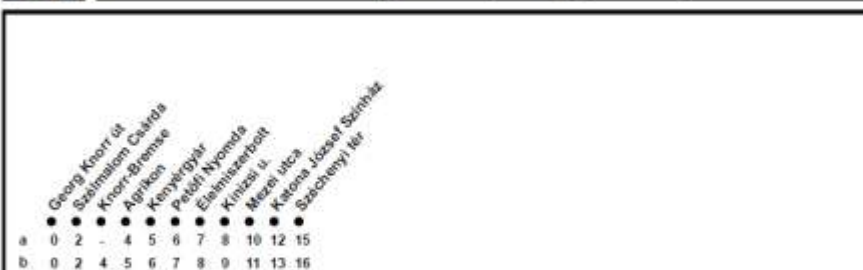 Georg Knorr út
Szélmalom Csárda
Knorr-Bremse
Agrikon
Kenyérgyár
Petőfi Nyomda
Élelmiszerbolt
Kinizsi u.
Mezei utca
Katona József Színház
Széchenyi tér
a 0 2 - 4 5 6 7 8 10 12 15
b 0 2 4 5 6 7 8 9 11 13 16